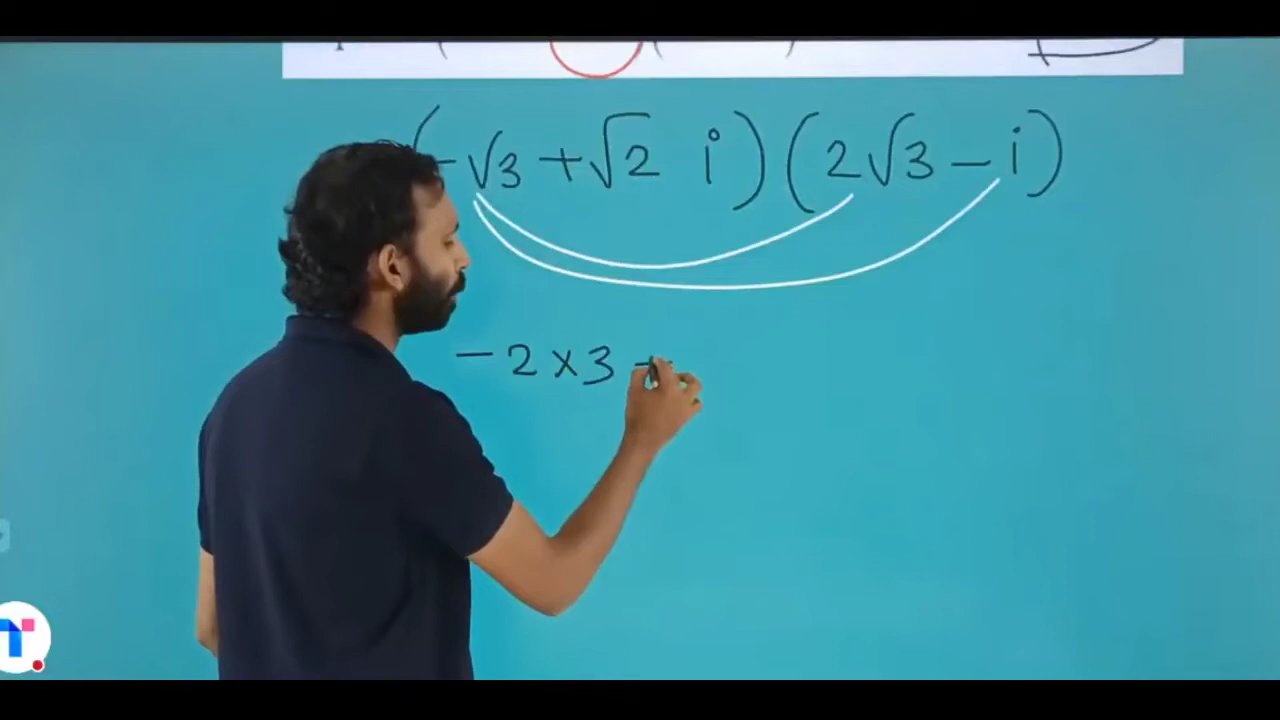 (-√3 + √2 i) (2√3 - i)
- 2 × 3